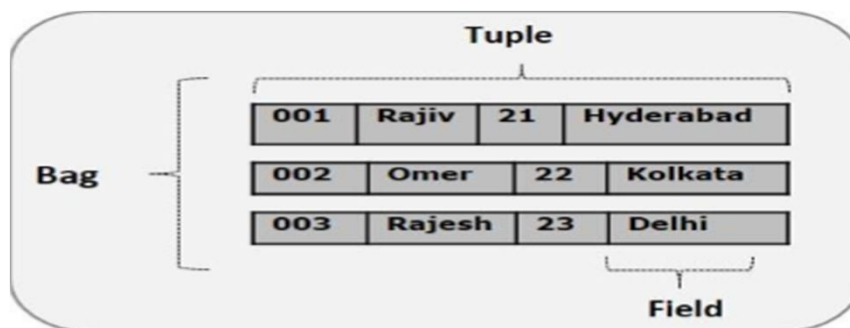 Tuple
001 Rajiv 21 Hyderabad
Bag
002 Omer 22 Kolkata
003 Rajesh 23 Delhi
Field